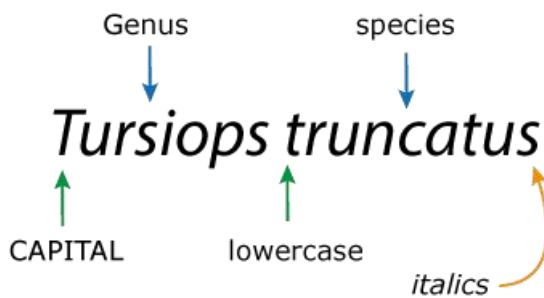 Genus species
Tursiops truncatus
CAPITAL lowercase
italics